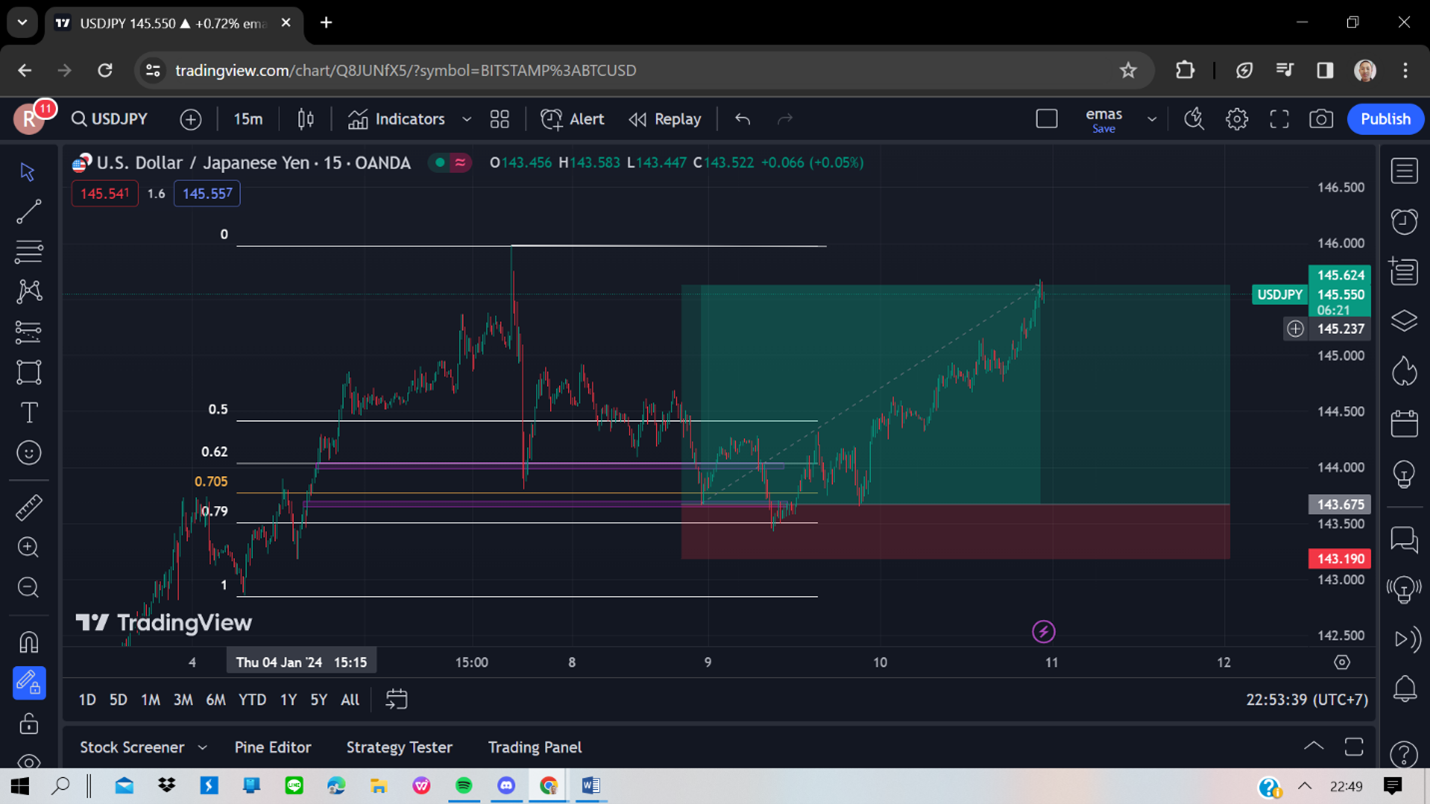 USDJPY 145.550 ▲ +0.72% ema
tradingview.com/chart/Q8JUNfX5/?symbol=BITSTAMP%3ABTCUSD
R 11 USDJPY 15m Indicators Alert Replay emas Save Publish
U.S. Dollar / Japanese Yen · 15 · OANDA O143.456 H143.583 L143.447 C143.522 +0.066 (+0.05%)
145.541 1.6 145.557
146.500
0
146.000
145.624
USDJPY 145.550
06:21
145.237
145.000
0.5
144.500
0.62
144.000
0.705
143.675
0.79
143.500
143.190
1
143.000
TradingView
142.500
4 Thu 04 Jan '24 15:15 15:00 8 9 10 11 12
1D 5D 1M 3M 6M YTD 1Y 5Y All 22:53:39 (UTC+7)
Stock Screener Pine Editor Strategy Tester Trading Panel
22:49